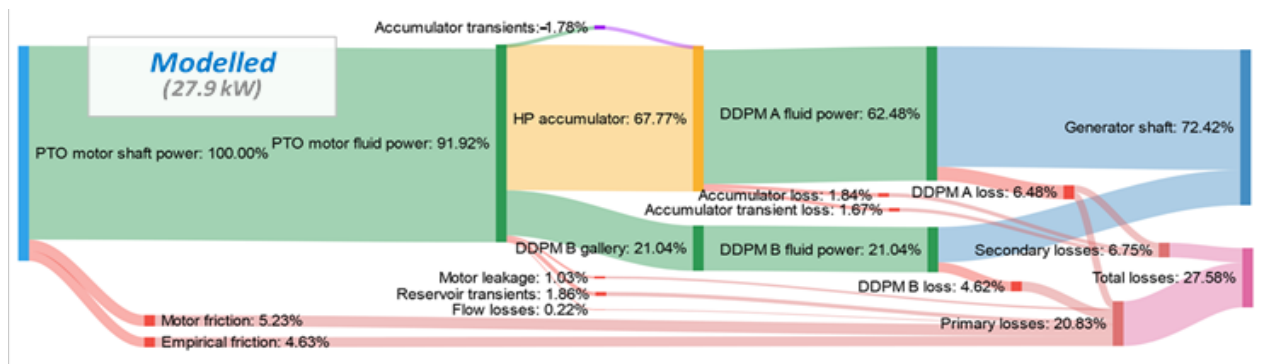 Accumulator transients:-1.78%
Modelled
(27.9 kW)
PTO motor shaft power: 100.00%
PTO motor fluid power: 91.92%
HP accumulator: 67.77%
DDPM A fluid power: 62.48%
Generator shaft: 72.42%
Accumulator loss: 1.84%
DDPM A loss: 6.48%
Accumulator transient loss: 1.67%
DDPM B gallery: 21.04%
DDPM B fluid power: 21.04%
Secondary losses: 6.75%
Motor leakage: 1.03%
Total losses: 27.58%
DDPM B loss: 4.62%
Reservoir transients: 1.86%
Flow losses: 0.22%
Motor friction: 5.23%
Primary losses: 20.83%
Empirical friction: 4.63%